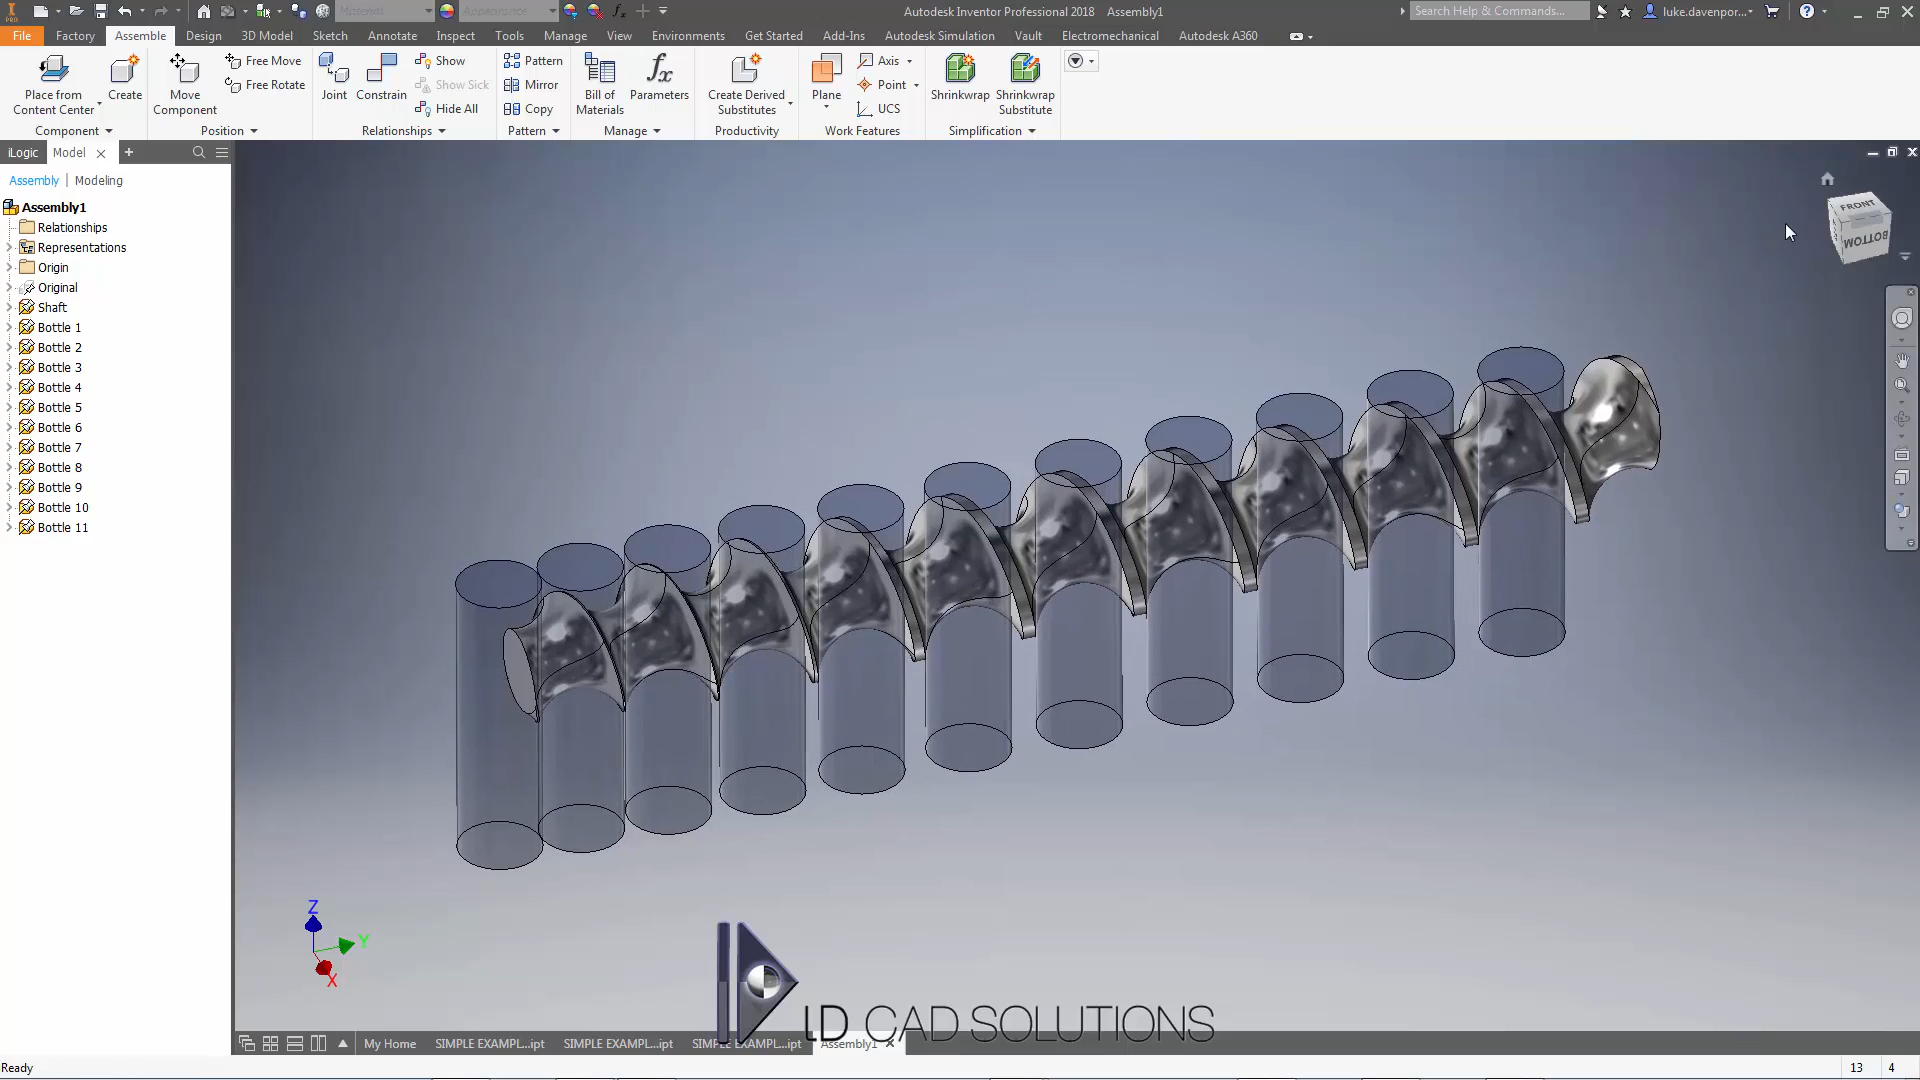 PRO
Material
Appearance
Autodesk Inventor Professional 2018 Assembly1
Search Help & Commands...
luke.davenpor...
File Factory Assemble Design 3D Model Sketch Annotate Inspect Tools Manage View Environments Get Started Add-Ins Autodesk Simulation Vault Electromechanical Autodesk A360
Place from
Content Center
Create
Move
Component
Free Move
Free Rotate
Joint
Constrain
Show
Show Sick
Hide All
Pattern
Mirror
Copy
Bill of
Materials
fx
Parameters
Create Derived
Substitutes
Plane
Axis
Point
UCS
Shrinkwrap
Shrinkwrap
Substitute
Component Position Relationships Pattern Manage Productivity Work Features Simplification
iLogic Model
Assembly | Modeling
Assembly1
Relationships
Representations
Origin
Original
Shaft
Bottle 1
Bottle 2
Bottle 3
Bottle 4
Bottle 5
Bottle 6
Bottle 7
Bottle 8
Bottle 9
Bottle 10
Bottle 11
FRONT
BOTTOM
Z
Y
X
LD CAD SOLUTIONS
My Home SIMPLE EXAMPL...ipt SIMPLE EXAMPL...ipt SIMPLE EXAMPL...ipt Assembly1
Ready
13 4